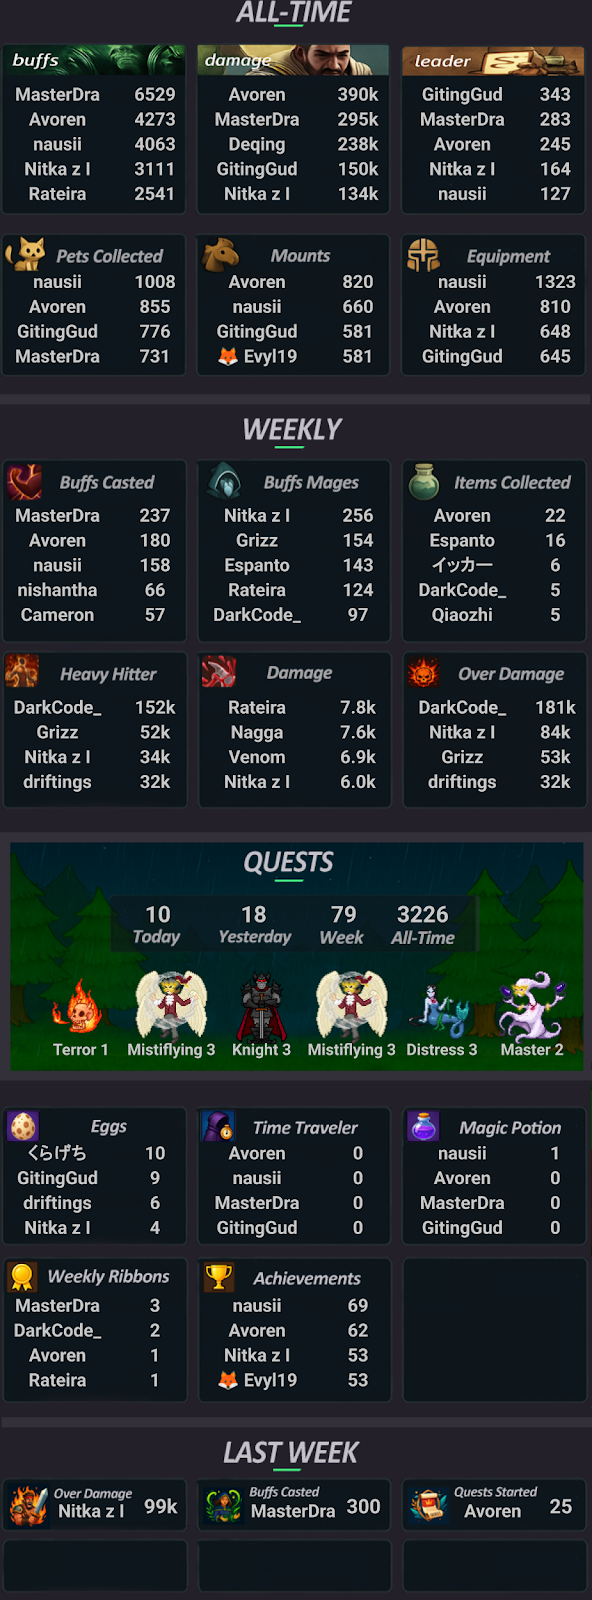 ALL-TIME
buffs damage leader
MasterDra 6529 Avoren 390k GitingGud 343
Avoren 4273 MasterDra 295k MasterDra 283
nausii 4063 Deqing 238k Avoren 245
Nitka z l 3111 GitingGud 150k Nitka z l 164
Rateira 2541 Nitka z l 134k nausii 127
Pets Collected Mounts Equipment
nausii 1008 Avoren 820 nausii 1323
Avoren 855 nausii 660 Avoren 810
GitingGud 776 GitingGud 581 Nitka z l 648
MasterDra 731 🦊 Evyl19 581 GitingGud 645
WEEKLY
Buffs Casted Buffs Mages Items Collected
MasterDra 237 Nitka z l 256 Avoren 22
Avoren 180 Grizz 154 Espanto 16
nausii 158 Espanto 143 イッカー 6
nishantha 66 Rateira 124 DarkCode_ 5
Cameron 57 DarkCode_ 97 Qiaozhi 5
Heavy Hitter Damage Over Damage
DarkCode_ 152k Rateira 7.8k DarkCode_ 181k
Grizz 52k Nagga 7.6k Nitka z l 84k
Nitka z l 34k Venom 6.9k Grizz 53k
driftings 32k Nitka z l 6.0k driftings 32k
QUESTS
10 18 79 3226
Today Yesterday Week All-Time
Terror 1 Mistiflying 3 Knight 3 Mistiflying 3 Distress 3 Master 2
Eggs Time Traveler Magic Potion
くらげち 10 Avoren 0 nausii 1
GitingGud 9 nausii 0 Avoren 0
driftings 6 MasterDra 0 MasterDra 0
Nitka z l 4 GitingGud 0 GitingGud 0
Weekly Ribbons Achievements
MasterDra 3 nausii 69
DarkCode_ 2 Avoren 62
Avoren 1 Nitka z l 53
Rateira 1 🦊 Evyl19 53
LAST WEEK
Over Damage Buffs Casted Quests Started
Nitka z l 99k MasterDra 300 Avoren 25